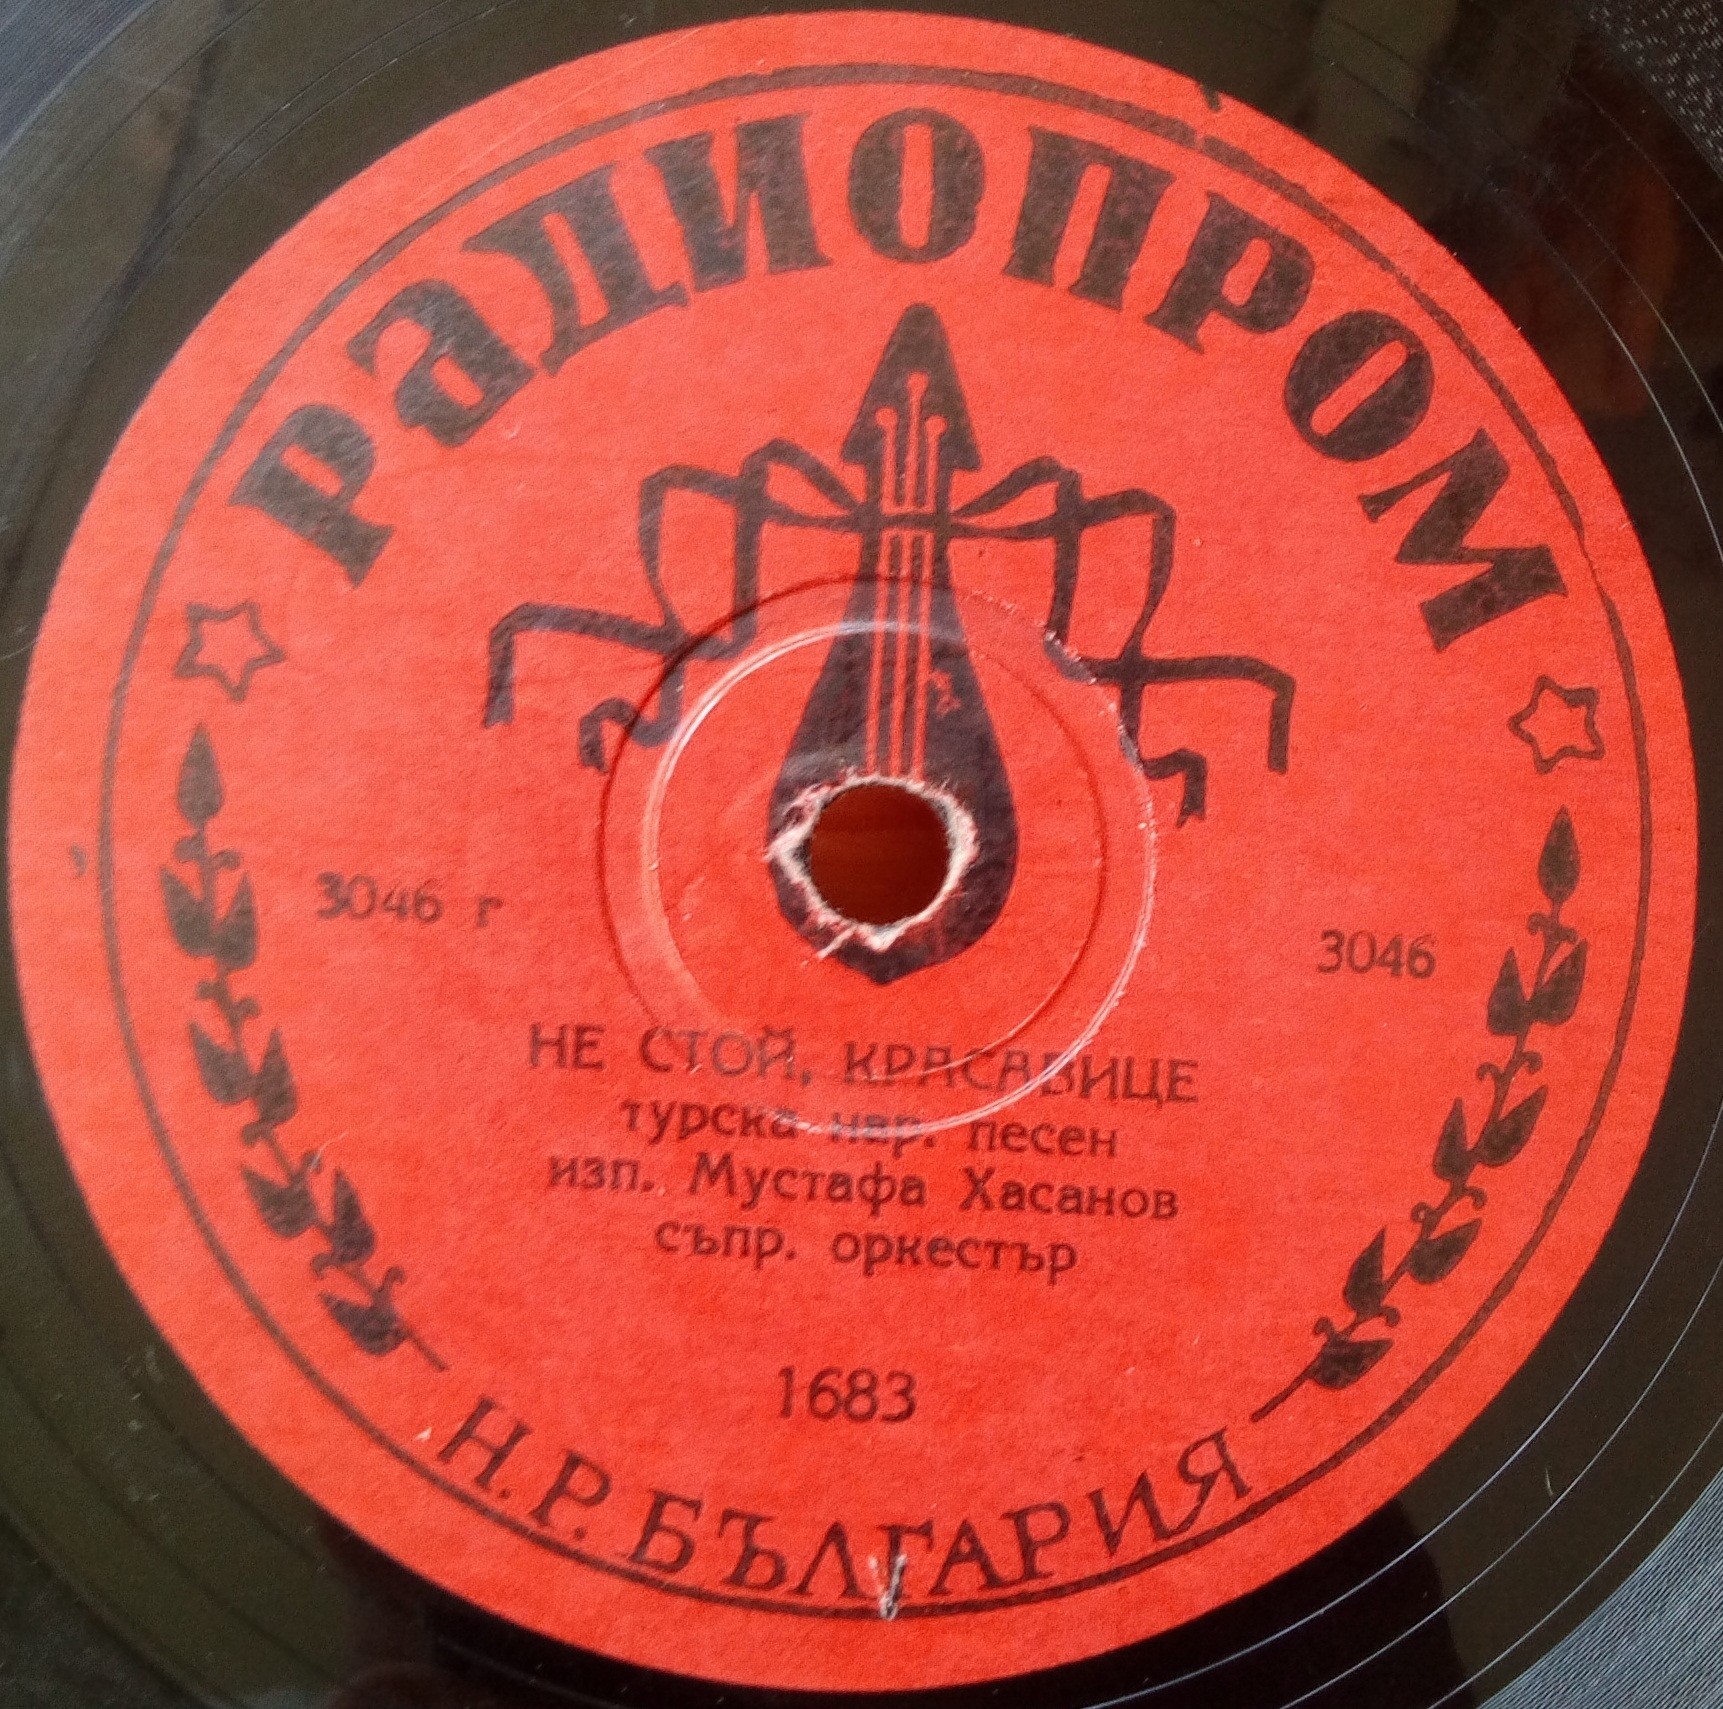 РАДИОПРОМ
3046 г
3046
НЕ СТОЙ, КРАСАВИЦЕ
турска нар. песен
изп. Мустафа Хасанов
съпр. оркестър
1683
Н.Р. БЪЛГАРИЯ